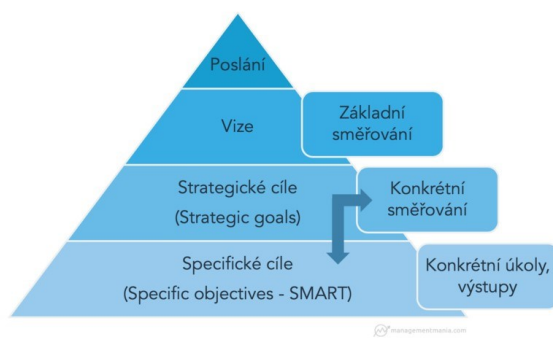 Poslání
Vize
Základní
směřování
Strategické cíle
(Strategic goals)
Konkrétní
směřování
Specifické cíle
(Specific objectives - SMART)
Konkrétní úkoly,
výstupy
managementmania.com